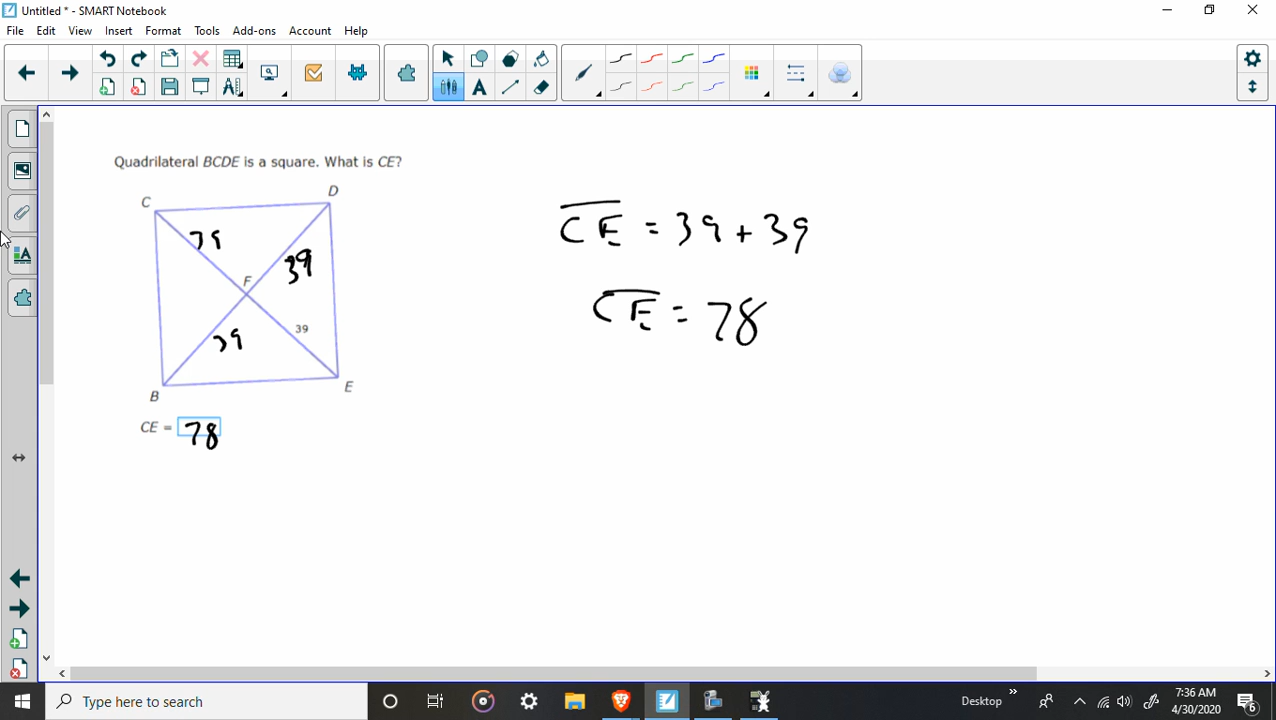 Untitled * - SMART Notebook
File Edit View Insert Format Tools Add-ons Account Help
Quadrilateral BCDE is a square. What is CE?
C
D
39
39
F
39
39
B
E
CE = 78
CE = 39 + 39
CE = 78
Type here to search
Desktop
7:36 AM
4/30/2020
6